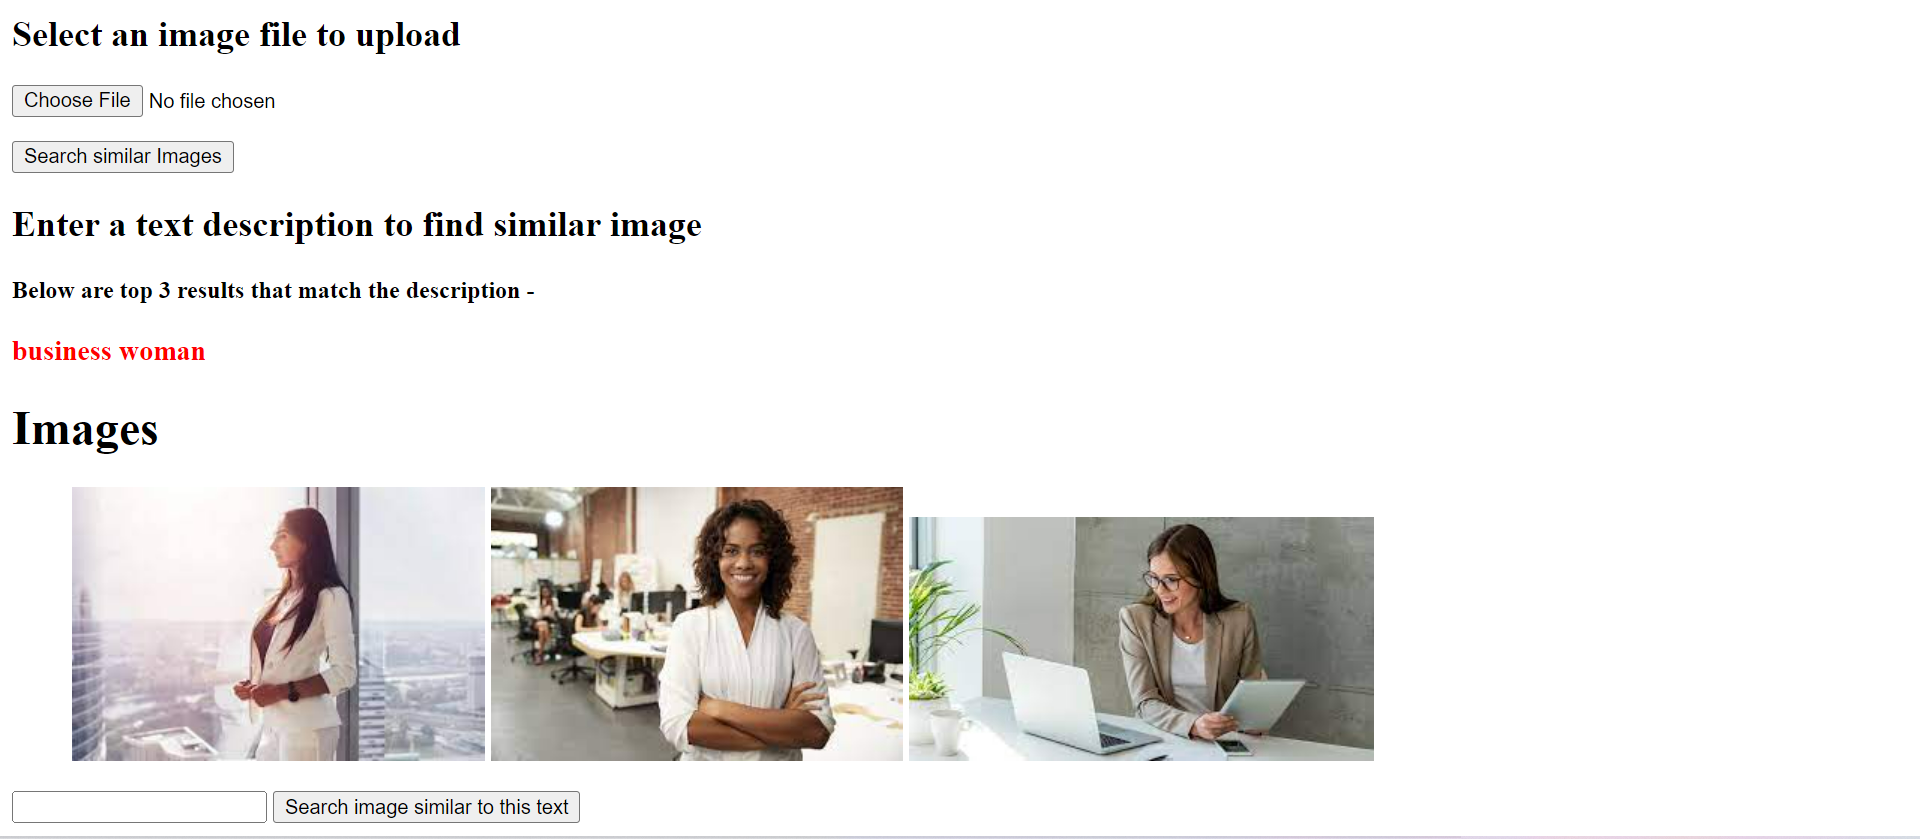 Select an image file to upload
Choose File No file chosen
Search similar Images
Enter a text description to find similar image
Below are top 3 results that match the description -
business woman
Images
Search image similar to this text